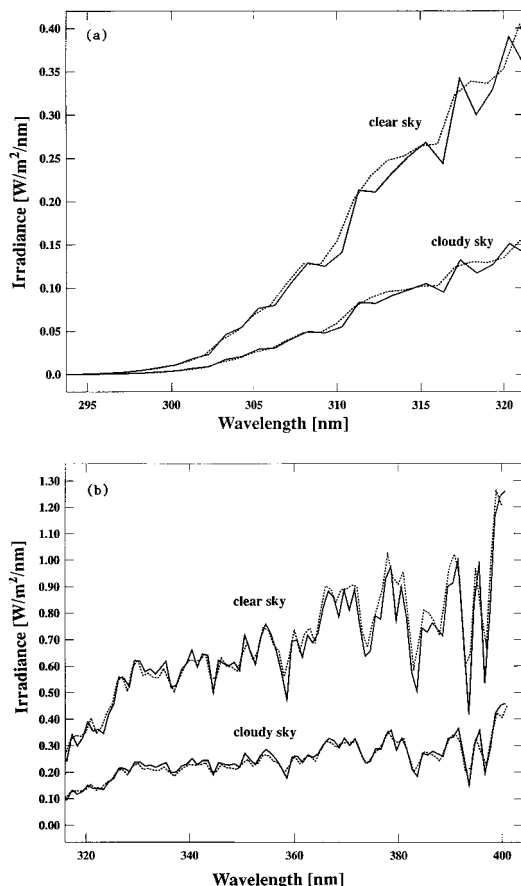 (a)
0.40
0.35
0.30
0.25
0.20
0.15
0.10
0.05
0.0
Irradiance [W/m²/nm]
clear sky
cloudy sky
295 300 305 310 315 320
Wavelength [nm]
(b)
1.30
1.20
1.10
1.00
0.90
0.80
0.70
0.60
0.50
0.40
0.30
0.20
0.10
0.00
Irradiance [W/m²/nm]
clear sky
cloudy sky
320 340 360 380 400
Wavelength [nm]